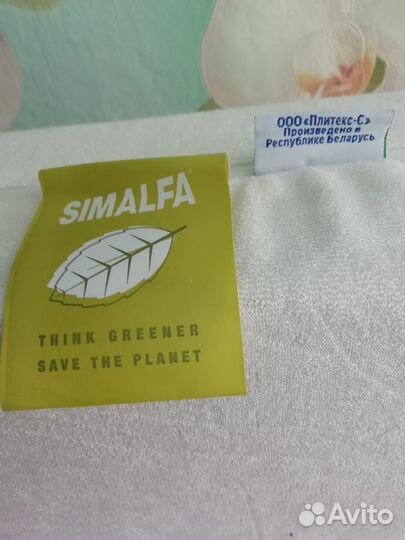 ООО «Плитекс-С»
Произведено в
Республике Беларусь
SIMALFA®
THINK GREENER
SAVE THE PLANET
Avito